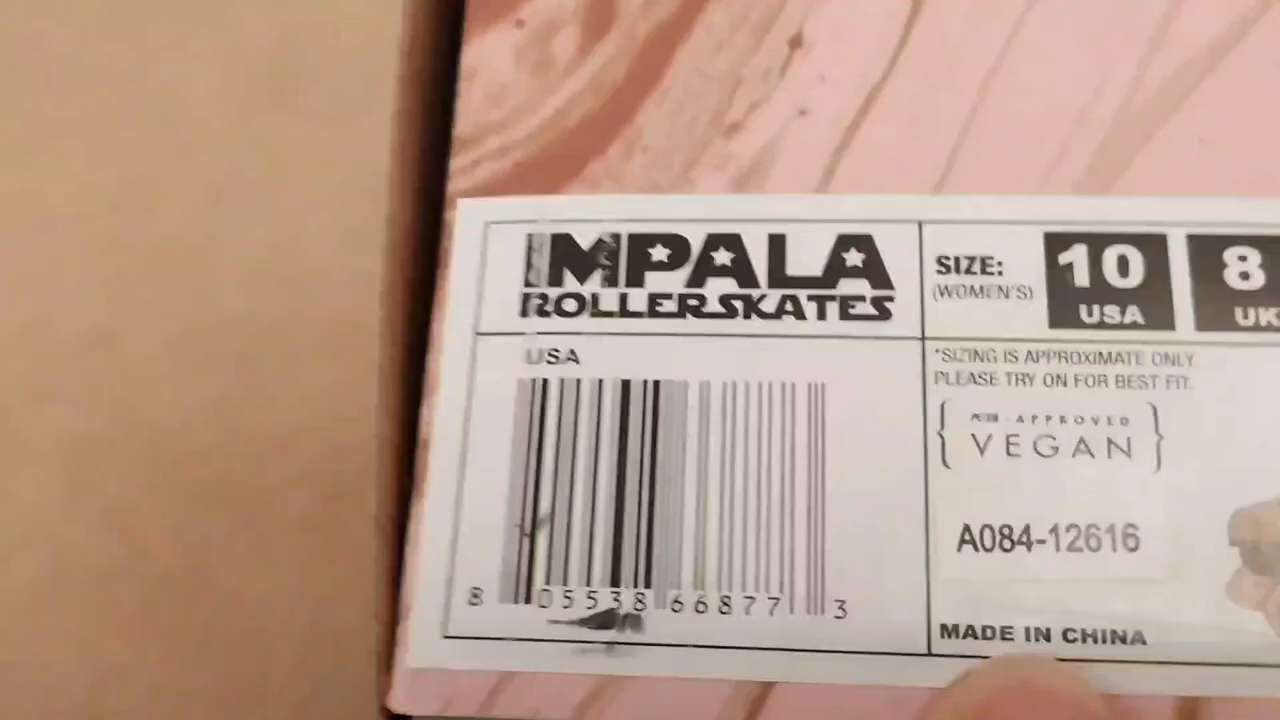 IMPALA
ROLLERSKATES
SIZE:
(WOMEN'S)
10
USA
8
UK
USA
*SIZING IS APPROXIMATE ONLY.
PLEASE TRY ON FOR BEST FIT.
APPROVED
VEGAN
A084-12616
8 05538 66877 3
MADE IN CHINA